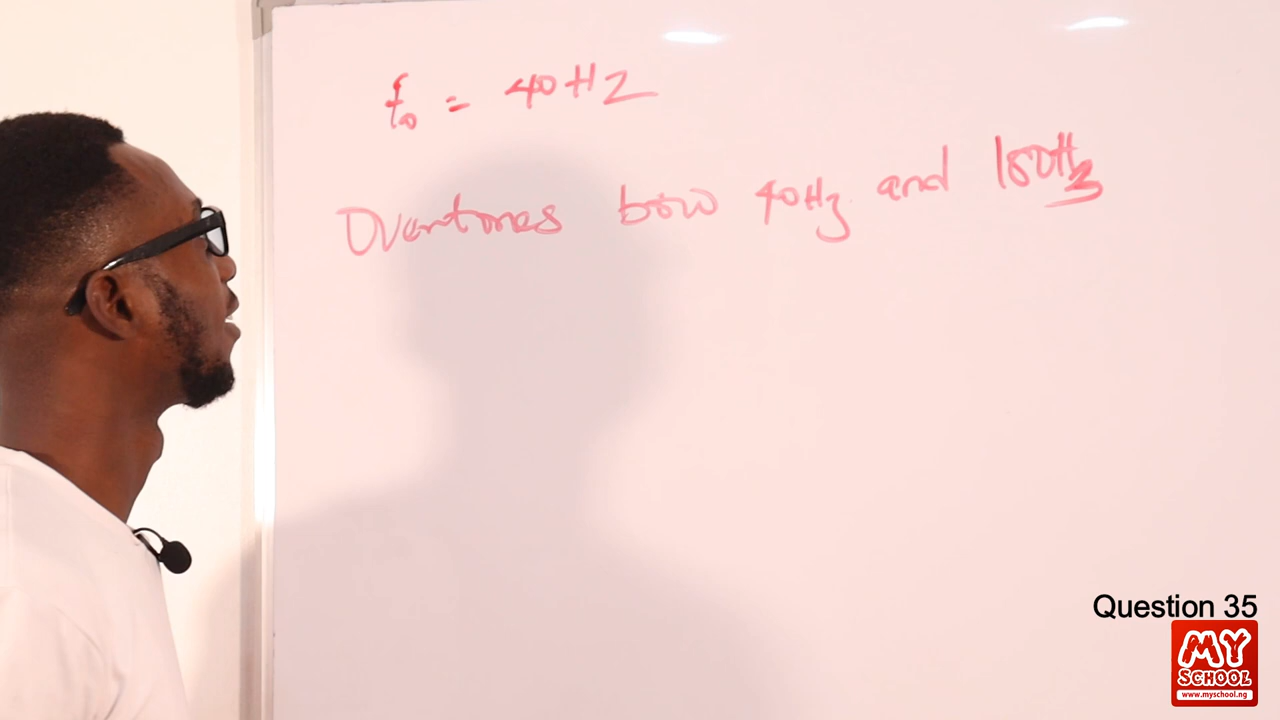 f₀ = 40HZ
Overtones btw 40Hz and 180Hz
Question 35
MY
SCHOOL
www.myschool.ng